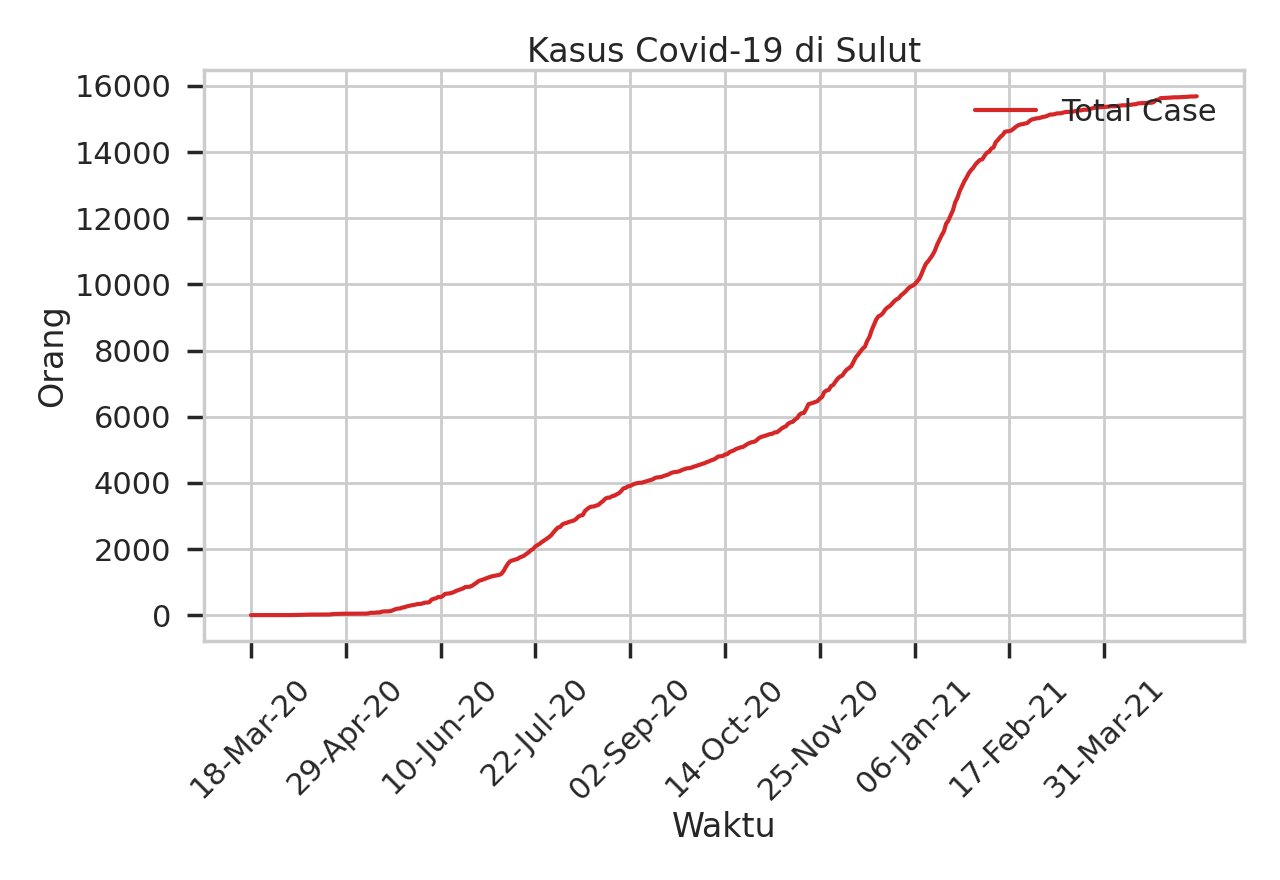 Kasus Covid-19 di Sulut
Total Case
Orang
16000
14000
12000
10000
8000
6000
4000
2000
0
18-Mar-20
29-Apr-20
10-Jun-20
22-Jul-20
02-Sep-20
14-Oct-20
25-Nov-20
06-Jan-21
17-Feb-21
31-Mar-21
Waktu